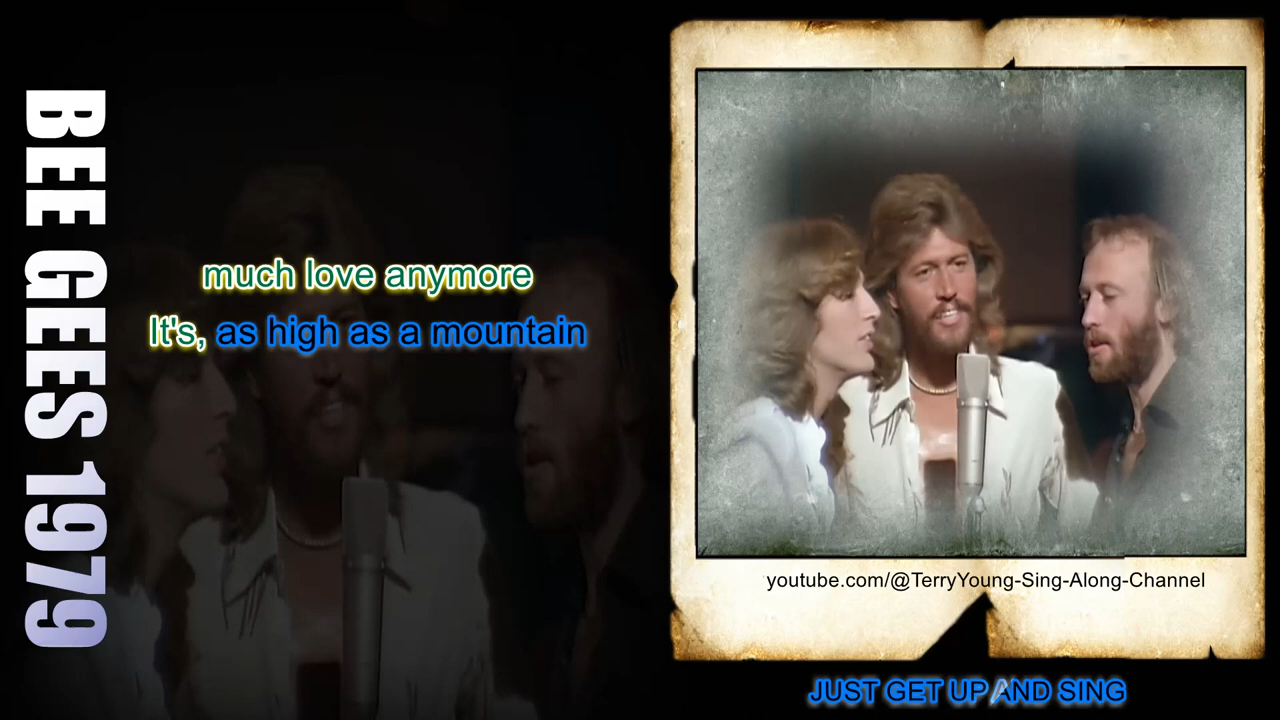 BEE GEES 1979
much love anymore
It's, as high as a mountain
youtube.com/@TerryYoung-Sing-Along-Channel
JUST GET UP AND SING